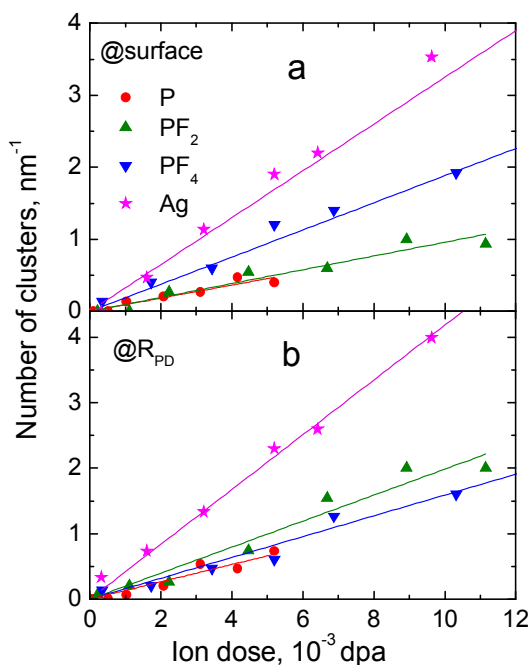 4
@surface
a
P
3
PF₂
PF₄
2
Ag
1
0
4
@R_PD
b
3
2
1
0
0 2 4 6 8 10 12
Number of clusters, nm⁻¹
Ion dose, 10⁻³ dpa